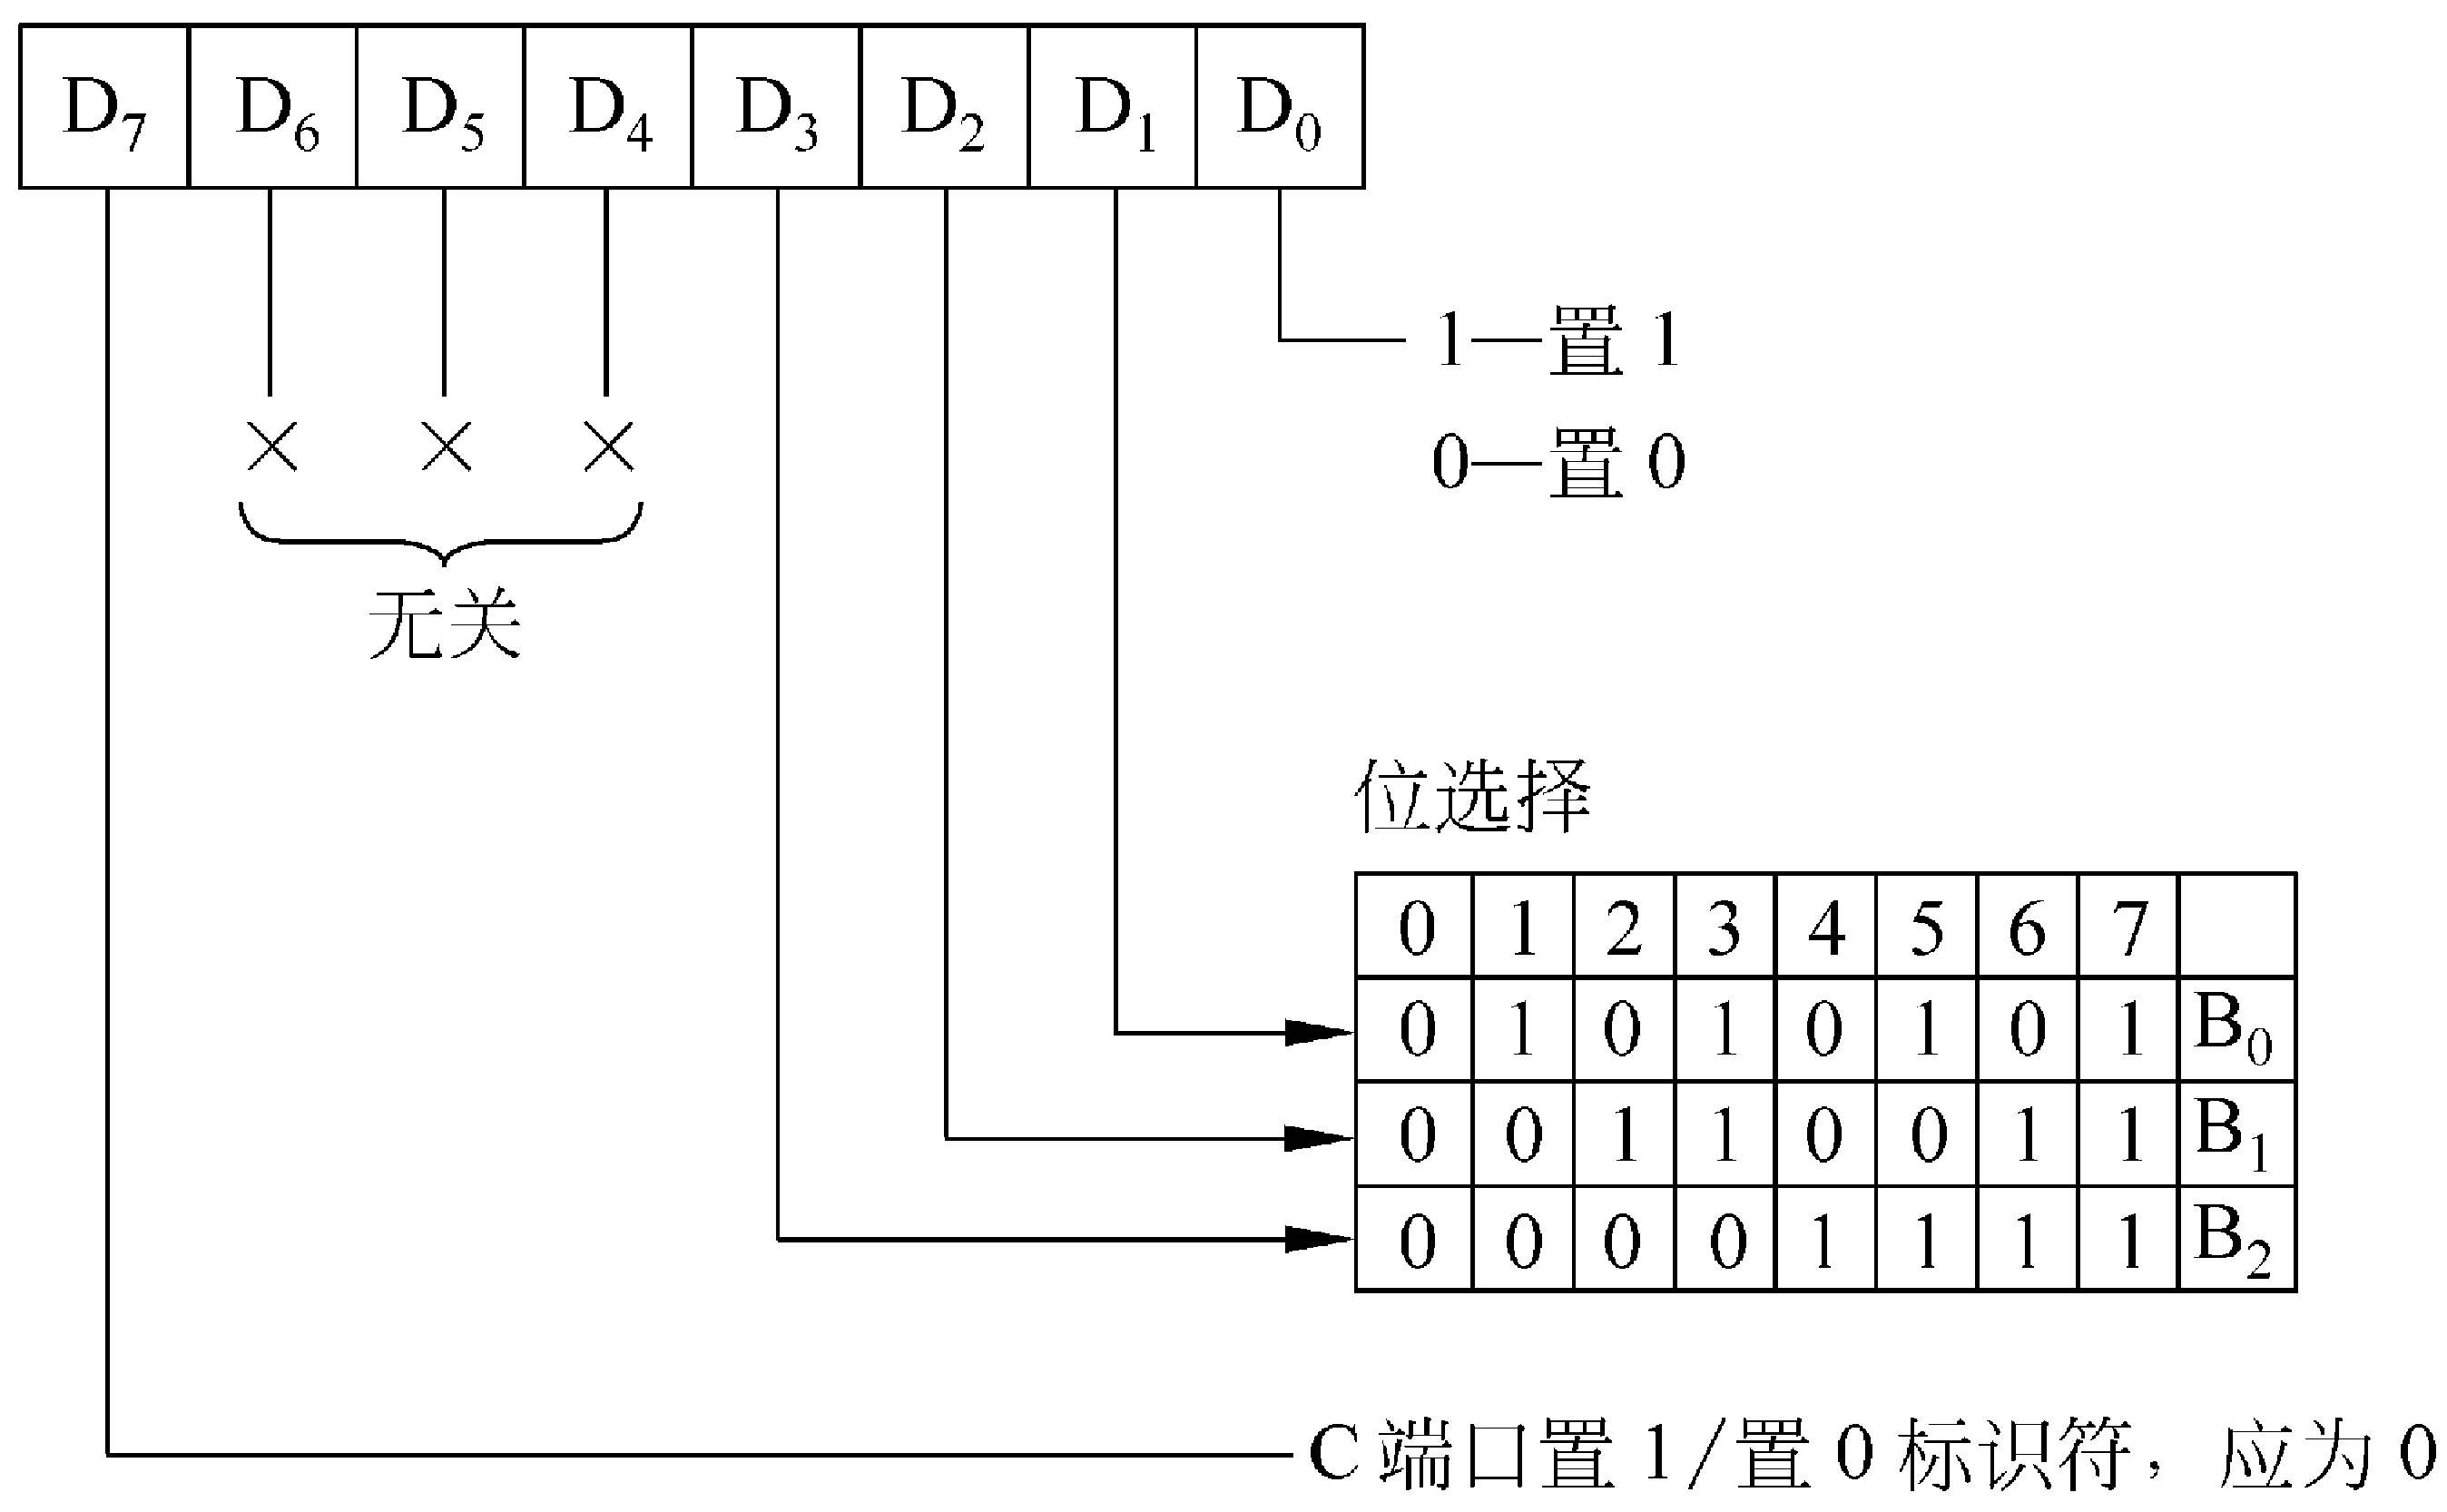 D₇ D₆ D₅ D₄ D₃ D₂ D₁ D₀
1—置 1
× × × 0—置 0
无关
位选择
0 1 2 3 4 5 6 7
0 1 0 1 0 1 0 1 B₀
0 0 1 1 0 0 1 1 B₁
0 0 0 0 1 1 1 1 B₂
C 端口置 1/置 0 标识符，应为 0